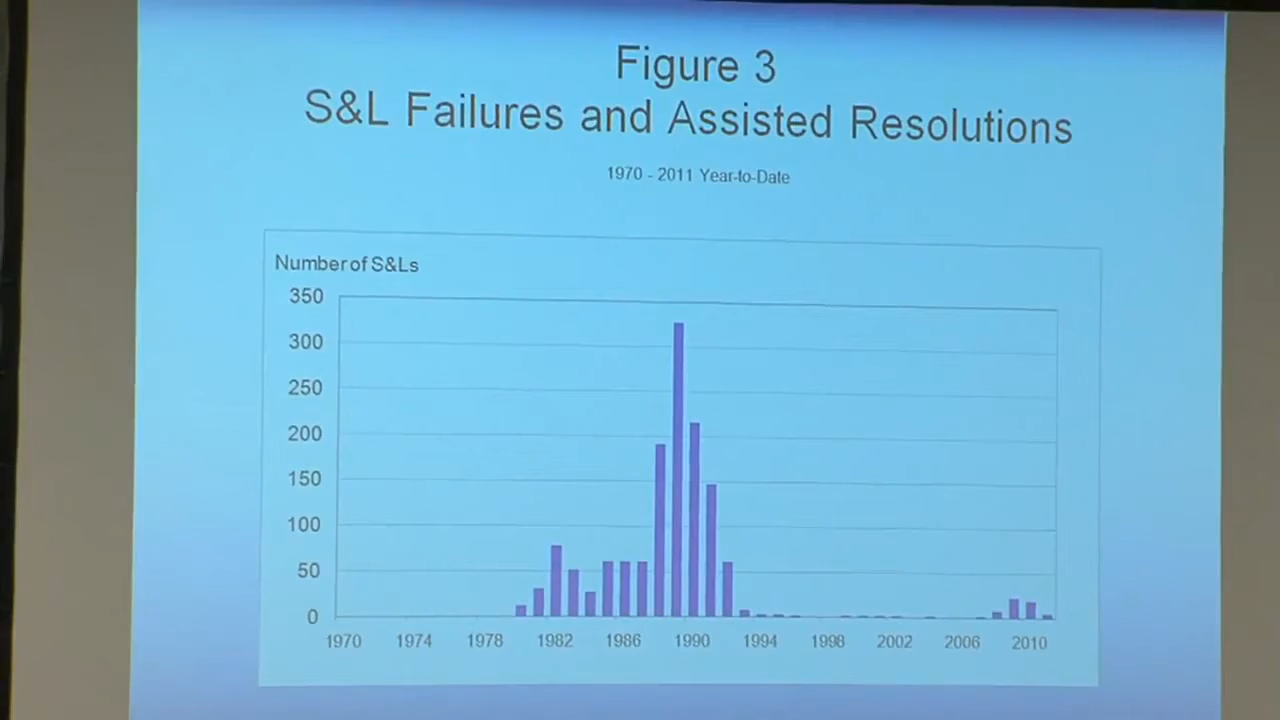 Figure 3
S&L Failures and Assisted Resolutions
1970 - 2011 Year-to-Date
Number of S&Ls
350
300
250
200
150
100
50
0
1970 1974 1978 1982 1986 1990 1994 1998 2002 2006 2010